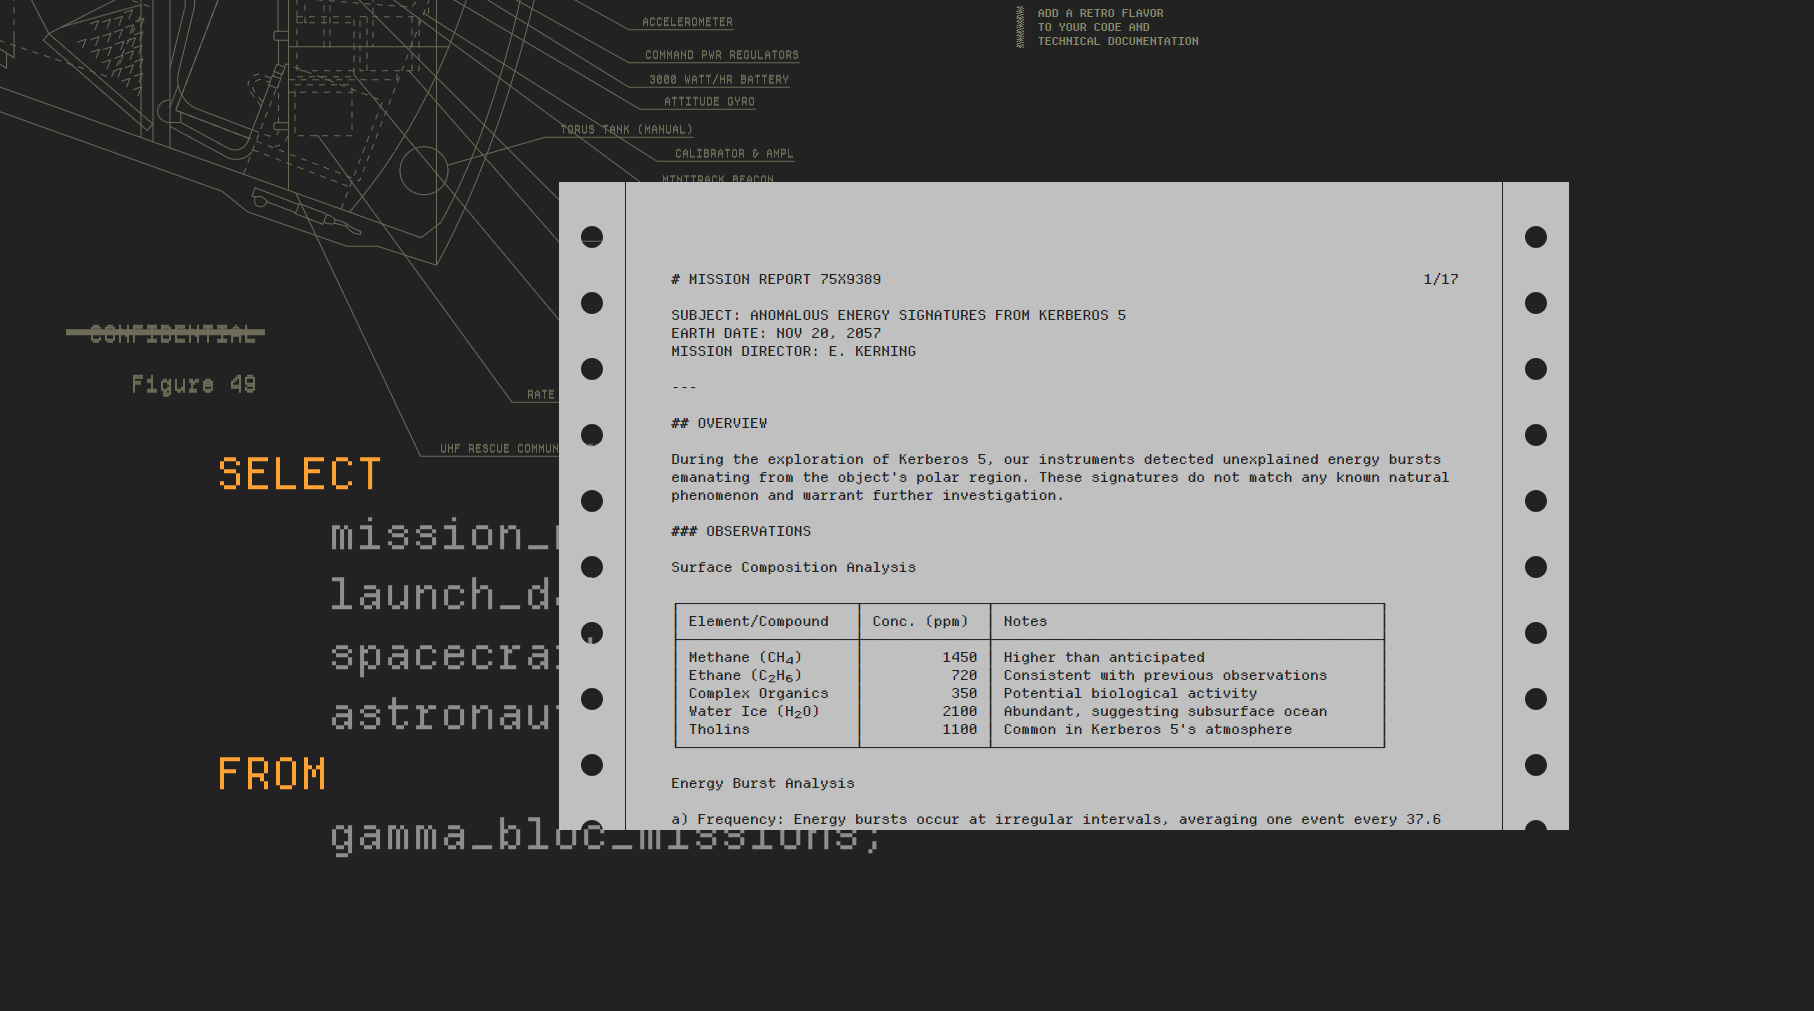 ACCELEROMETER
COMMAND PWR REGULATORS
3000 WATT/HR BATTERY
ATTITUDE GYRO
TORUS TANK (MANUAL)
CALIBRATOR & AMPL
MINITRACK BEACON
ADD A RETRO FLAVOR
TO YOUR CODE AND
TECHNICAL DOCUMENTATION
CONFIDENTIAL
Figure 49
RATE
UHF RESCUE COMMUN
SELECT
mission_
launch_d
spacecra
astronau
FROM
gamma_bloc_missions;
# MISSION REPORT 75X9389 1/17
SUBJECT: ANOMALOUS ENERGY SIGNATURES FROM KERBEROS 5
EARTH DATE: NOV 20, 2057
MISSION DIRECTOR: E. KERNING
---
## OVERVIEW
During the exploration of Kerberos 5, our instruments detected unexplained energy bursts
emanating from the object's polar region. These signatures do not match any known natural
phenomenon and warrant further investigation.
### OBSERVATIONS
Surface Composition Analysis
Element/Compound Conc. (ppm) Notes
Methane (CH₄) 1450 Higher than anticipated
Ethane (C₂H₆) 720 Consistent with previous observations
Complex Organics 350 Potential biological activity
Water Ice (H₂O) 2100 Abundant, suggesting subsurface ocean
Tholins 1100 Common in Kerberos 5's atmosphere
Energy Burst Analysis
a) Frequency: Energy bursts occur at irregular intervals, averaging one event every 37.6